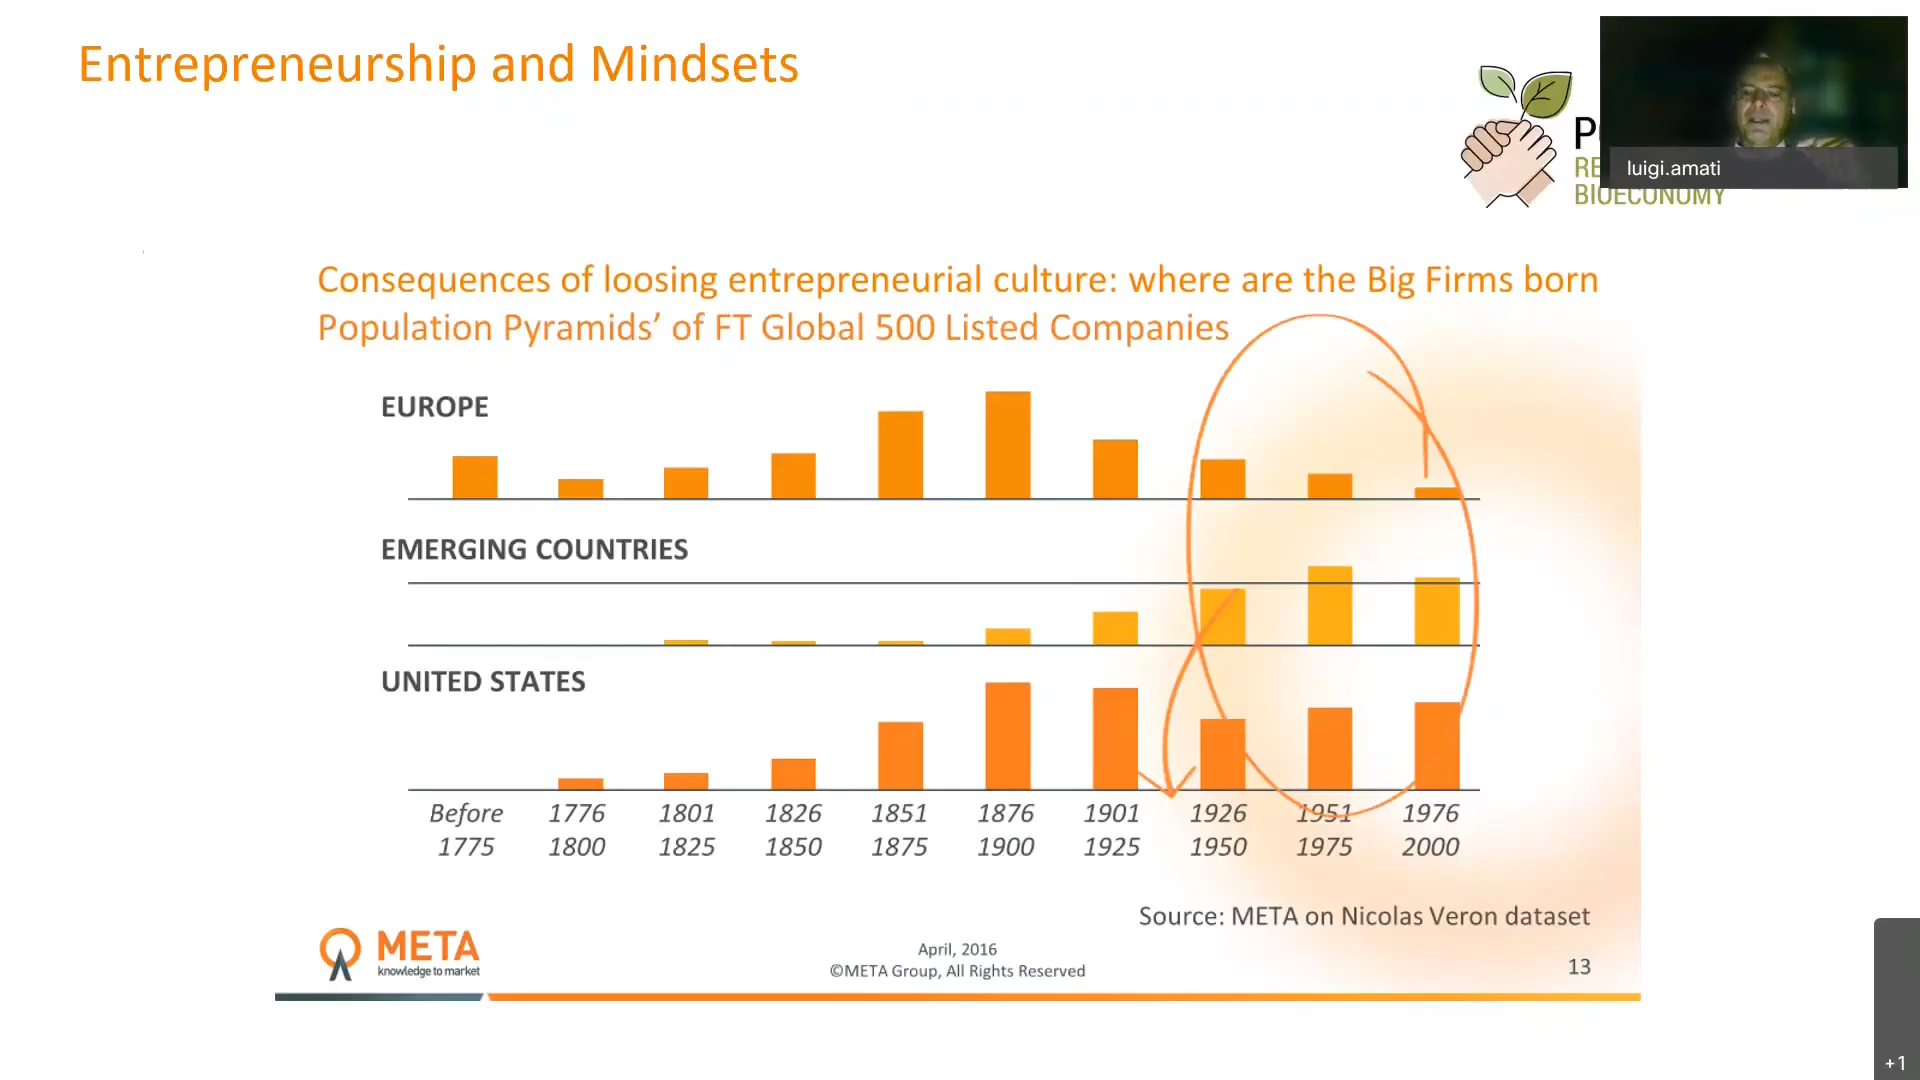 Entrepreneurship and Mindsets
luigi.amati
BIOECONOMY
Consequences of loosing entrepreneurial culture: where are the Big Firms born
Population Pyramids’ of FT Global 500 Listed Companies
EUROPE
EMERGING COUNTRIES
UNITED STATES
Before 1776 1801 1826 1851 1876 1901 1926 1951 1976
1775 1800 1825 1850 1875 1900 1925 1950 1975 2000
Source: META on Nicolas Veron dataset
META
knowledge to market
April, 2016
©META Group, All Rights Reserved
13
+1